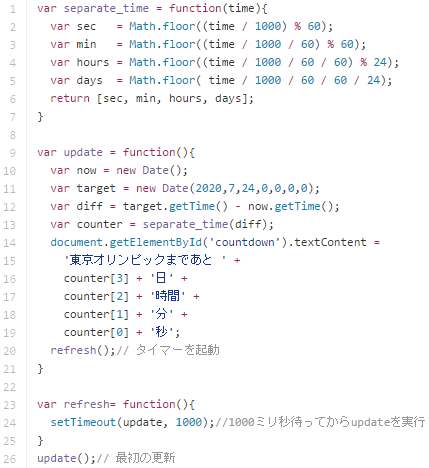 1 var separate_time = function(time){
2   var sec   = Math.floor((time / 1000) % 60);
3   var min   = Math.floor((time / 1000 / 60) % 60);
4   var hours = Math.floor((time / 1000 / 60 / 60) % 24);
5   var days  = Math.floor( time / 1000 / 60 / 60 / 24);
6   return [sec, min, hours, days];
7 }
8
9 var update = function(){
10   var now = new Date();
11   var target = new Date(2020,7,24,0,0,0,0);
12   var diff = target.getTime() - now.getTime();
13   var counter = separate_time(diff);
14   document.getElementById('countdown').textContent =
15     '東京オリンピックまであと ' +
16     counter[3] + '日' +
17     counter[2] + '時間' +
18     counter[1] + '分' +
19     counter[0] + '秒';
20   refresh();// タイマーを起動
21 }
22
23 var refresh= function(){
24   setTimeout(update, 1000);//1000ミリ秒待ってからupdateを実行
25 }
26 update();// 最初の更新